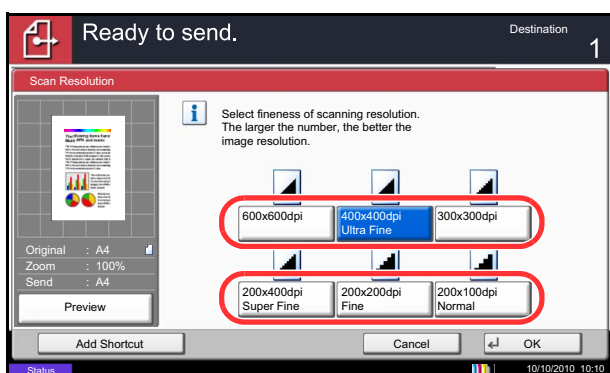 Ready to send.
Destination
1
Scan Resolution
Select fineness of scanning resolution.
The larger the number, the better the
image resolution.
600x600dpi
400x400dpi
Ultra Fine
300x300dpi
200x400dpi
Super Fine
200x200dpi
Fine
200x100dpi
Normal
Original : A4
Zoom : 100%
Send : A4
Preview
Add Shortcut
Cancel
OK
Status
10/10/2010 10:10